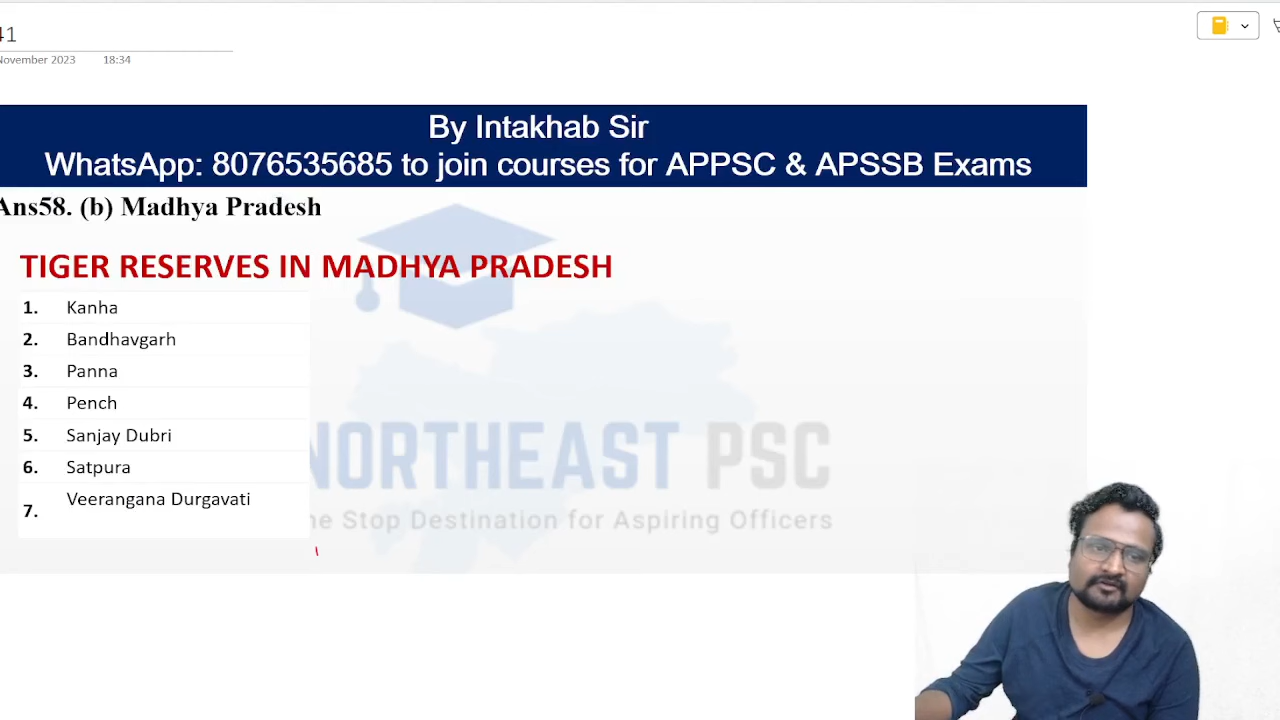 41
November 2023 18:34
By Intakhab Sir
WhatsApp: 8076535685 to join courses for APPSC & APSSB Exams
Ans58. (b) Madhya Pradesh
TIGER RESERVES IN MADHYA PRADESH
1. Kanha
2. Bandhavgarh
3. Panna
4. Pench
5. Sanjay Dubri
6. Satpura
7. Veerangana Durgavati
NORTHEAST PSC
ne Stop Destination for Aspiring Officers